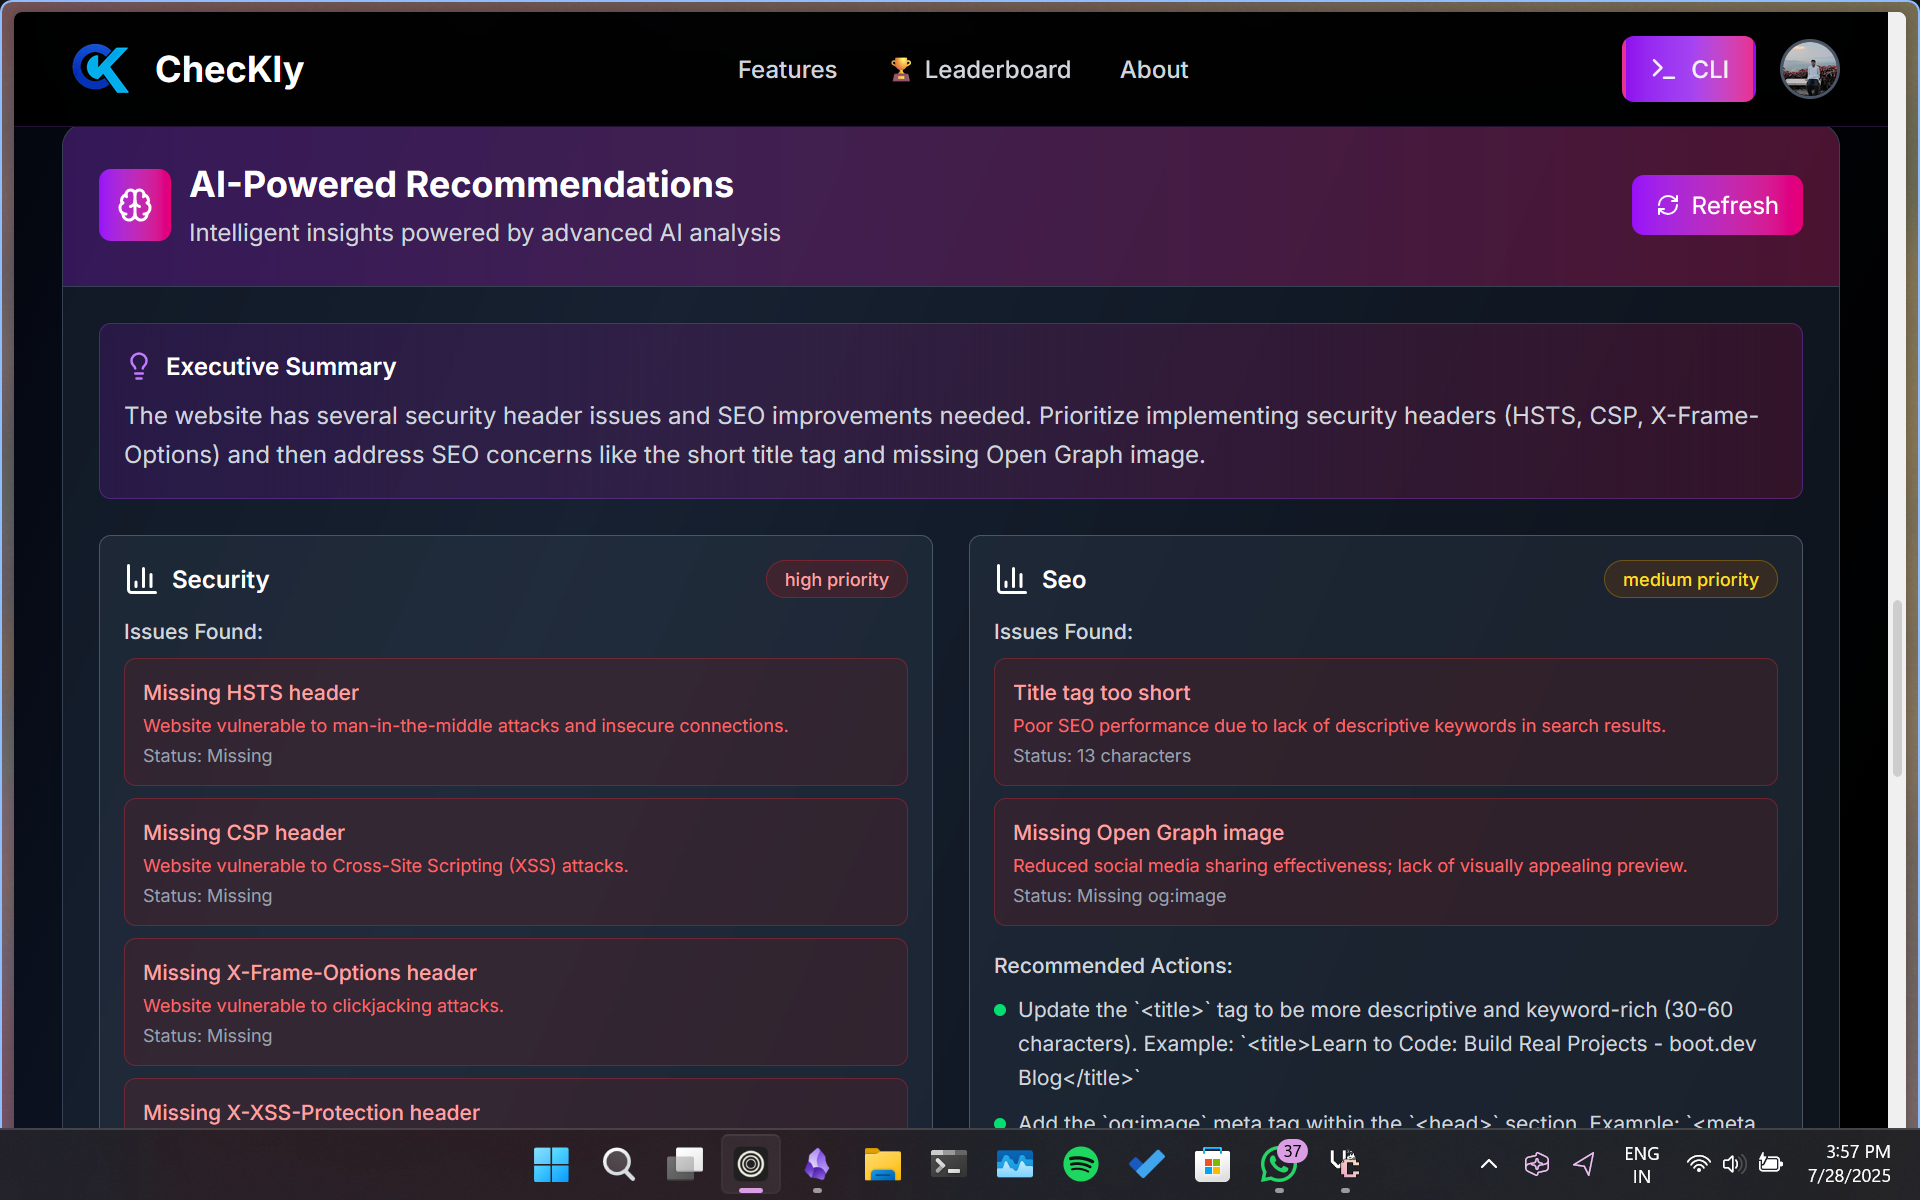 ChecKly
Features
🏆 Leaderboard
About
CLI
AI-Powered Recommendations
Intelligent insights powered by advanced AI analysis
Refresh
Executive Summary
The website has several security header issues and SEO improvements needed. Prioritize implementing security headers (HSTS, CSP, X-Frame-
Options) and then address SEO concerns like the short title tag and missing Open Graph image.
Security
high priority
Issues Found:
Missing HSTS header
Website vulnerable to man-in-the-middle attacks and insecure connections.
Status: Missing
Missing CSP header
Website vulnerable to Cross-Site Scripting (XSS) attacks.
Status: Missing
Missing X-Frame-Options header
Website vulnerable to clickjacking attacks.
Status: Missing
Missing X-XSS-Protection header
Seo
medium priority
Issues Found:
Title tag too short
Poor SEO performance due to lack of descriptive keywords in search results.
Status: 13 characters
Missing Open Graph image
Reduced social media sharing effectiveness; lack of visually appealing preview.
Status: Missing og:image
Recommended Actions:
Update the `<title>` tag to be more descriptive and keyword-rich (30-60
characters). Example: `<title>Learn to Code: Build Real Projects - boot.dev
Blog</title>`
Add the `og:image` meta tag within the `<head>` section. Example: `<meta
37
ENG
IN
3:57 PM
7/28/2025